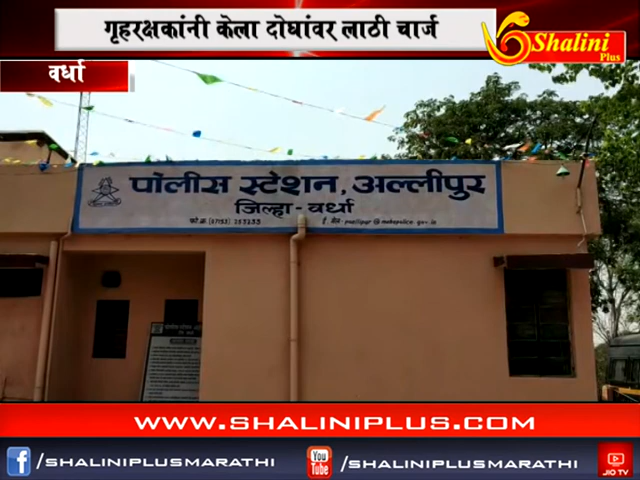 गृहरक्षकांनी केला दोघांवर लाठी चार्ज
Shalini
Plus
वर्धा
पोलीस स्टेशन, अल्लीपुर
जिल्हा - वर्धा
WWW.SHALINIPLUS.COM
/SHALINIPLUSMARATHI
You
Tube
/SHALINIPLUSMARATHI
JIO TV